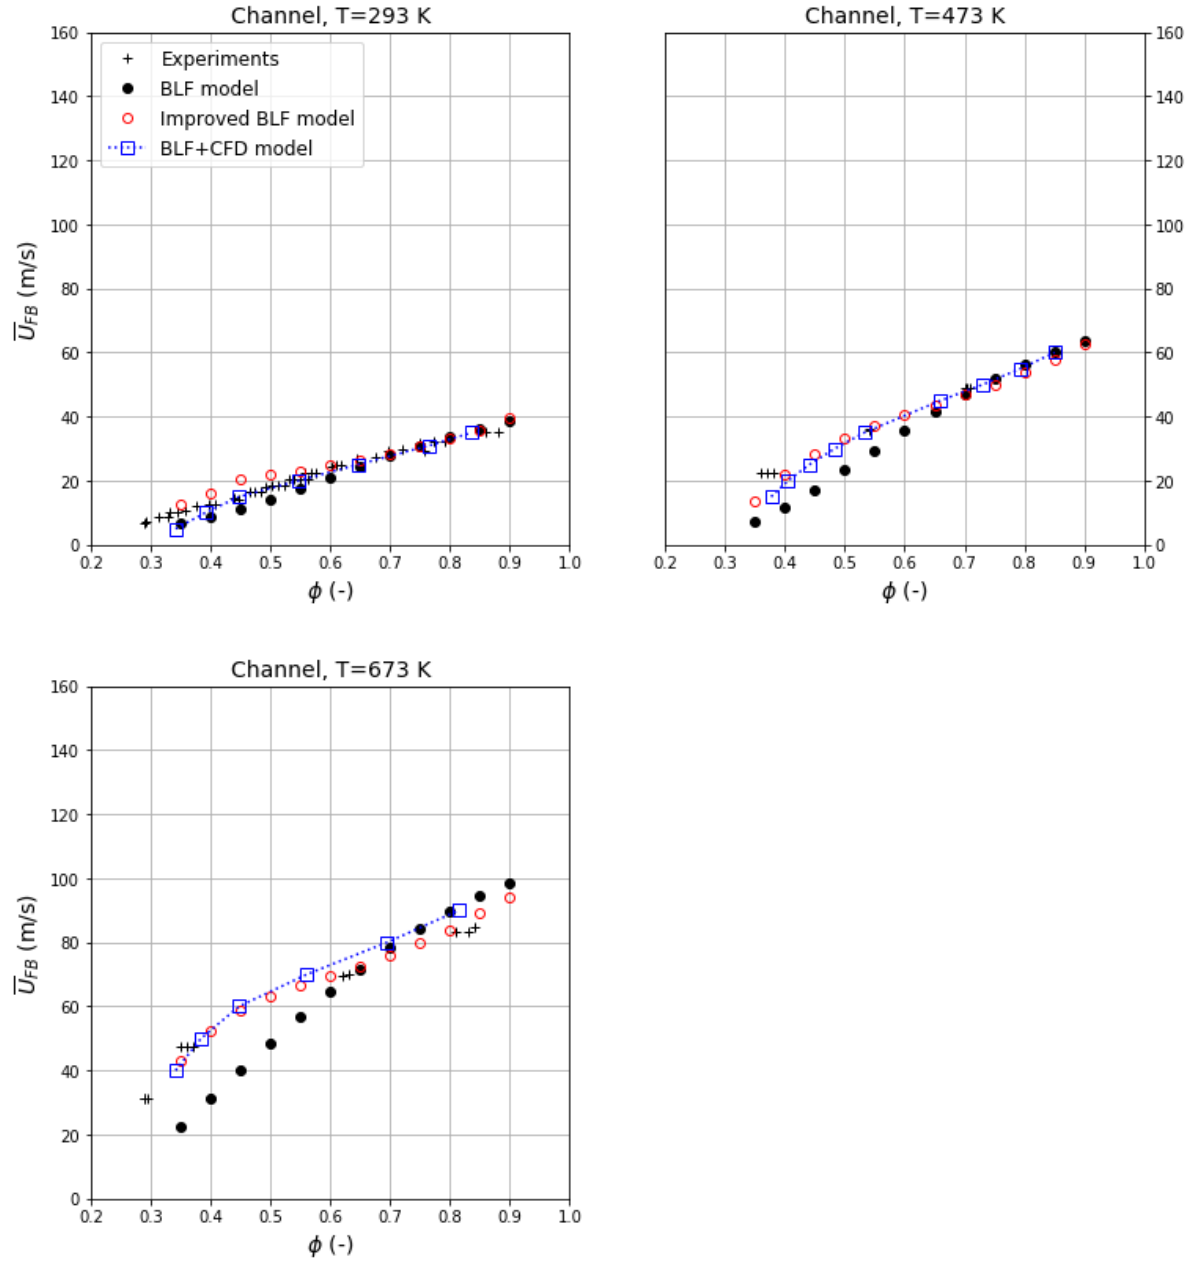 Channel, T=293 K
160
140
120
100
80
60
40
20
0
U̅_FB (m/s)
Experiments
BLF model
Improved BLF model
BLF+CFD model
0.2 0.3 0.4 0.5 0.6 0.7 0.8 0.9 1.0
ϕ (-)
Channel, T=473 K
160
140
120
100
80
60
40
20
0
0.2 0.3 0.4 0.5 0.6 0.7 0.8 0.9 1.0
ϕ (-)
Channel, T=673 K
160
140
120
100
80
60
40
20
0
U̅_FB (m/s)
0.2 0.3 0.4 0.5 0.6 0.7 0.8 0.9 1.0
ϕ (-)